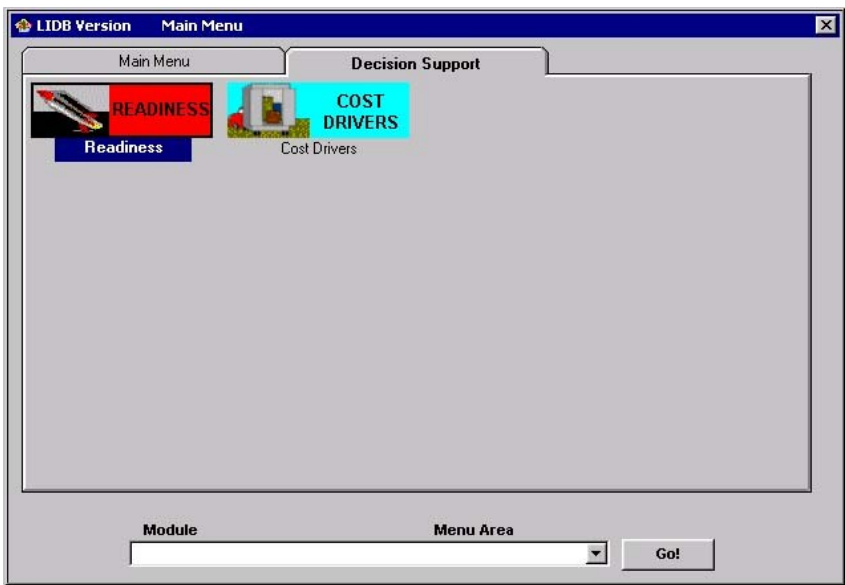 LIDB Version Main Menu
Main Menu
Decision Support
READINESS
COST
DRIVERS
Readiness
Cost Drivers
Module
Menu Area
Go!